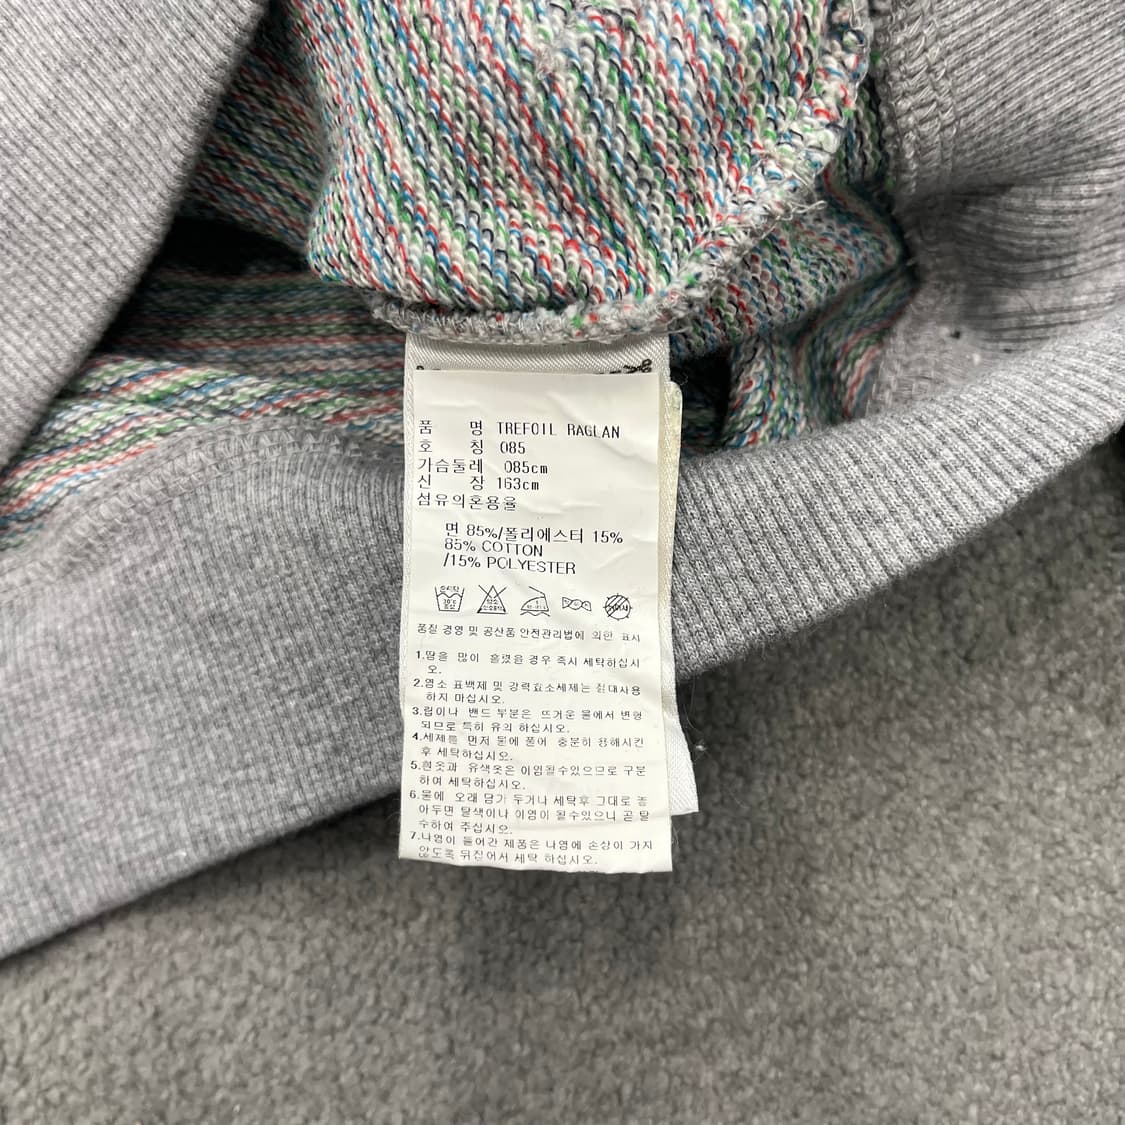 품 명 TREFOIL RAGLAN
호 칭 085
가슴둘레 085cm
신 장 163cm
섬유의혼용율
면 85%/폴리에스터 15%
85% COTTON
/15% POLYESTER
품질 경영 및 공산품 안전관리법에 의한 표시
1.땀을 많이 흘렸을 경우 즉시 세탁하십시
오.
2.염소 표백제 및 강력효소세제는 절대사용
하지 마십시오.
3.립이나 밴드 부분은 뜨거운 물에서 변형
되므로 특히 유의 하십시오.
4.세제를 먼저 물에 풀어 충분히 용해시킨
후 세탁하십시오.
5.흰옷과 유색옷은 이염될수있으므로 구분
하여 세탁하십시오.
6.물에 오래 담가 두거나 세탁후 그대로 놓
아두면 탈색이나 이염이 될수있으니 곧 탈
수하여 주십시오.
7.나염이 들어간 제품은 나염에 손상이 가지
않도록 뒤집어서 세탁 하십시오.